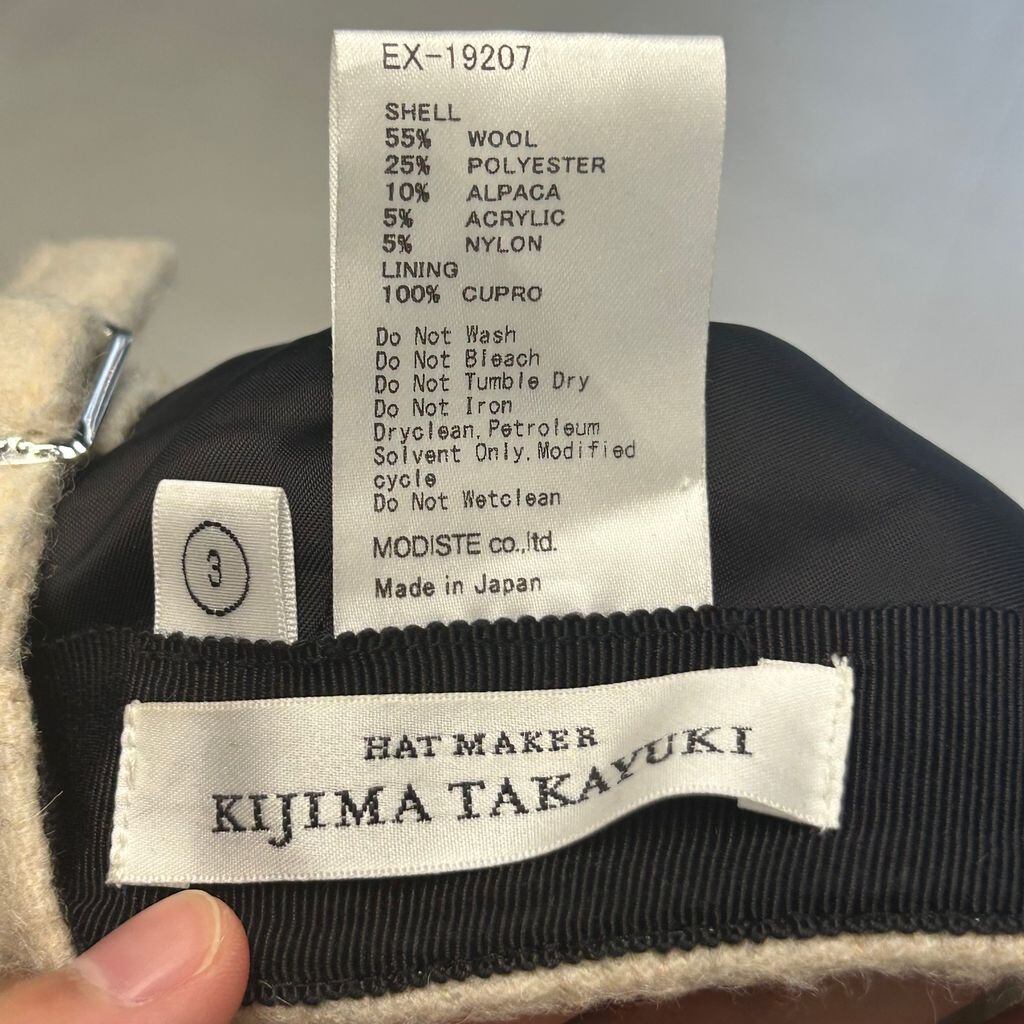 EX-19207
SHELL
55% WOOL
25% POLYESTER
10% ALPACA
5% ACRYLIC
5% NYLON
LINING
100% CUPRO
Do Not Wash
Do Not Bleach
Do Not Tumble Dry
Do Not Iron
Dryclean,Petroleum
Solvent Only,Modified
cycle
Do Not Wetclean
MODISTE co.,ltd.
Made in Japan
3
HAT MAKER
KIJIMA TAKAYUKI